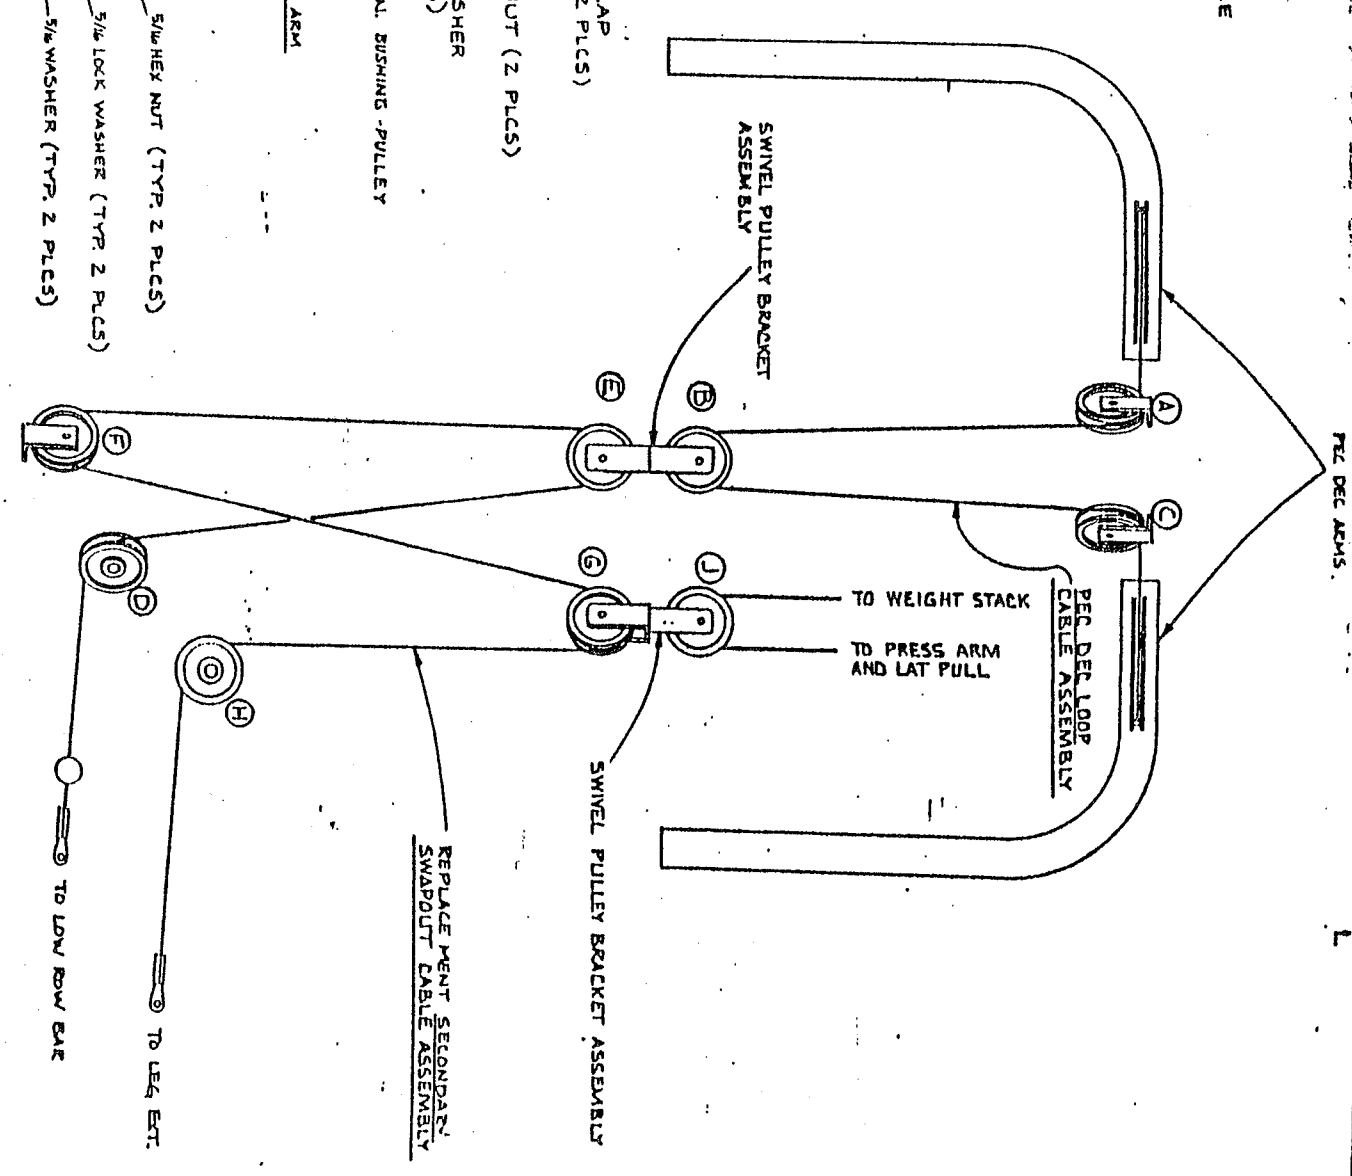 PEC DEC ARMS.
A
C
PEC DEC LOOP
CABLE ASSEMBLY
TO WEIGHT STACK
TO PRESS ARM
AND LAT PULL
SWIVEL PULLEY BRACKET
ASSEMBLY
B
E
J
G
SWIVEL PULLEY BRACKET ASSEMBLY
REPLACEMENT SECONDARY
SWAPOUT CABLE ASSEMBLY
F
D
H
TO LEG EXT.
TO LOW ROW BAR
2 PLCS)
UT (2 PLCS)
SHER
BUSHING - PULLEY
ARM
5/16 HEX NUT (TYP. 2 PLCS)
5/16 LOCK WASHER (TYP. 2 PLCS)
5/16 WASHER (TYP. 2 PLCS)